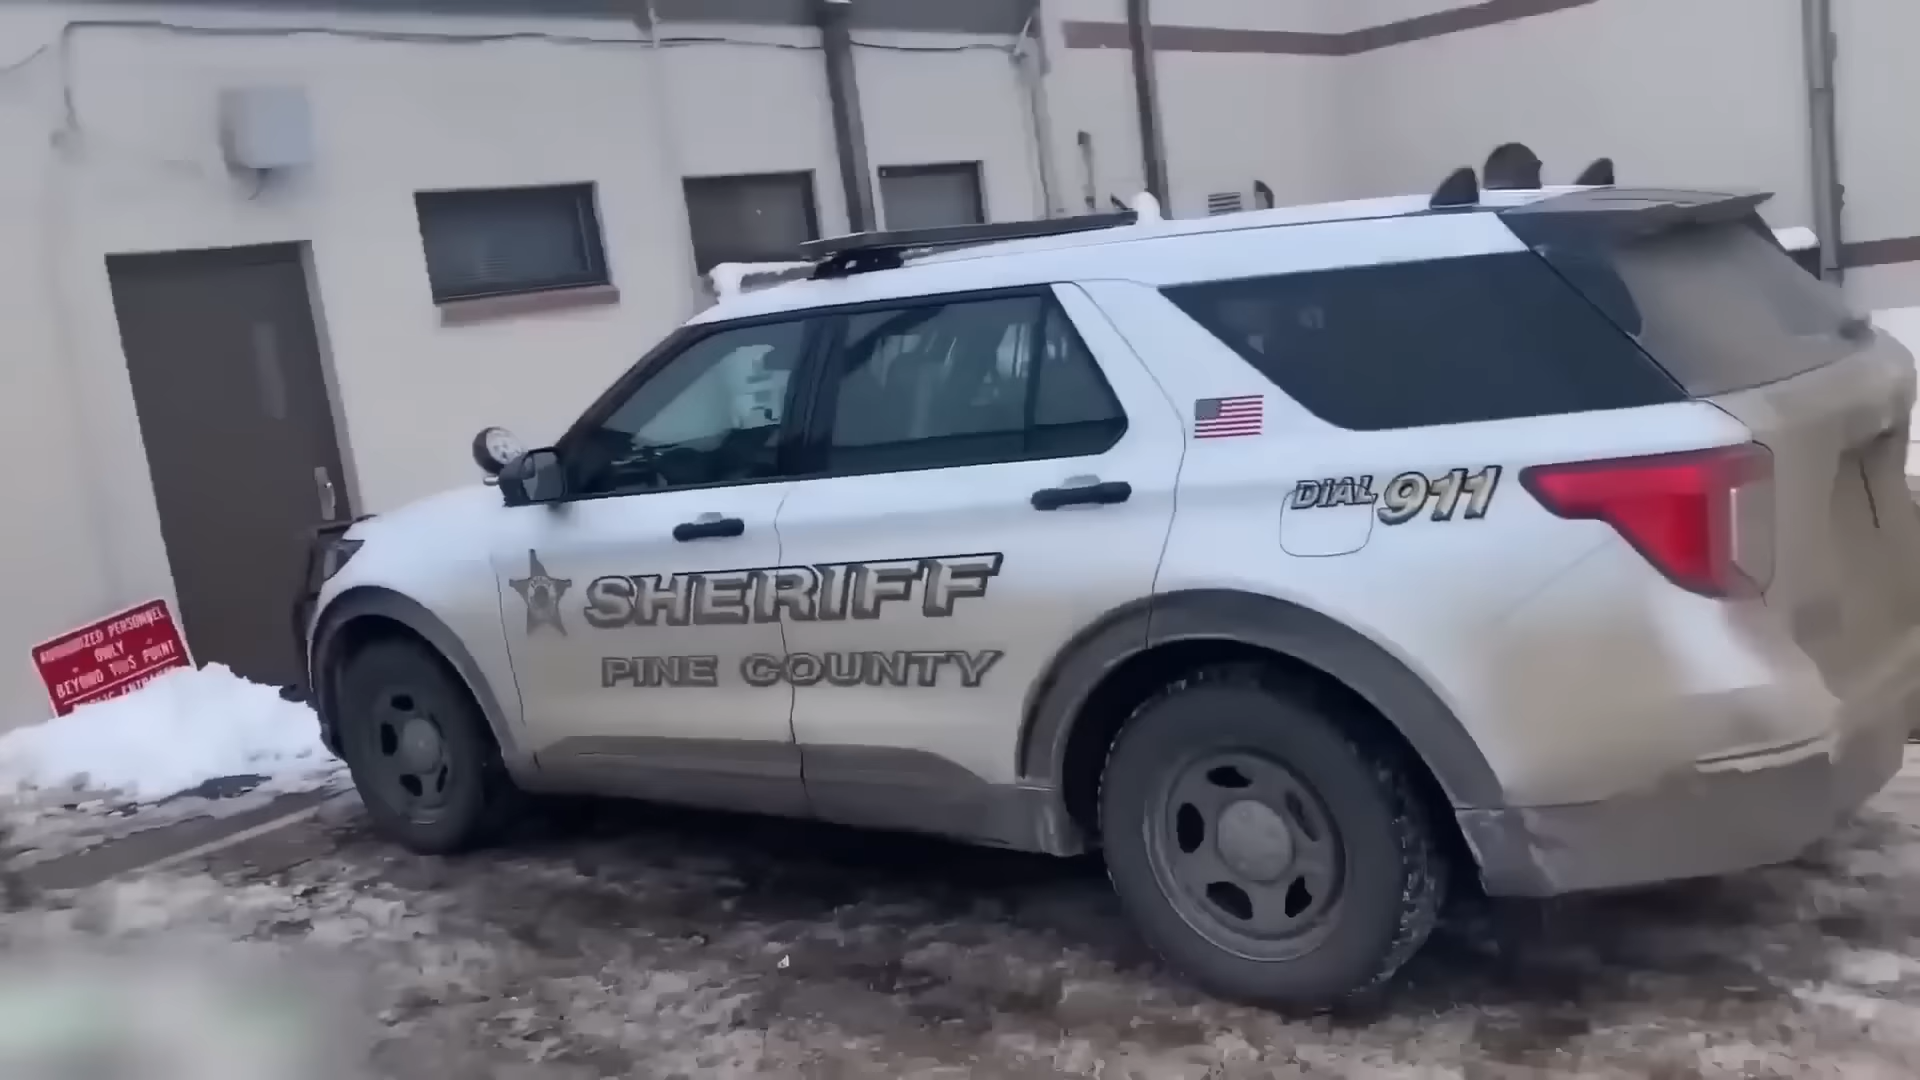 AUTHORIZED PERSONNEL
ONLY
BEYOND THIS POINT
SHERIFF
PINE COUNTY
DIAL 911